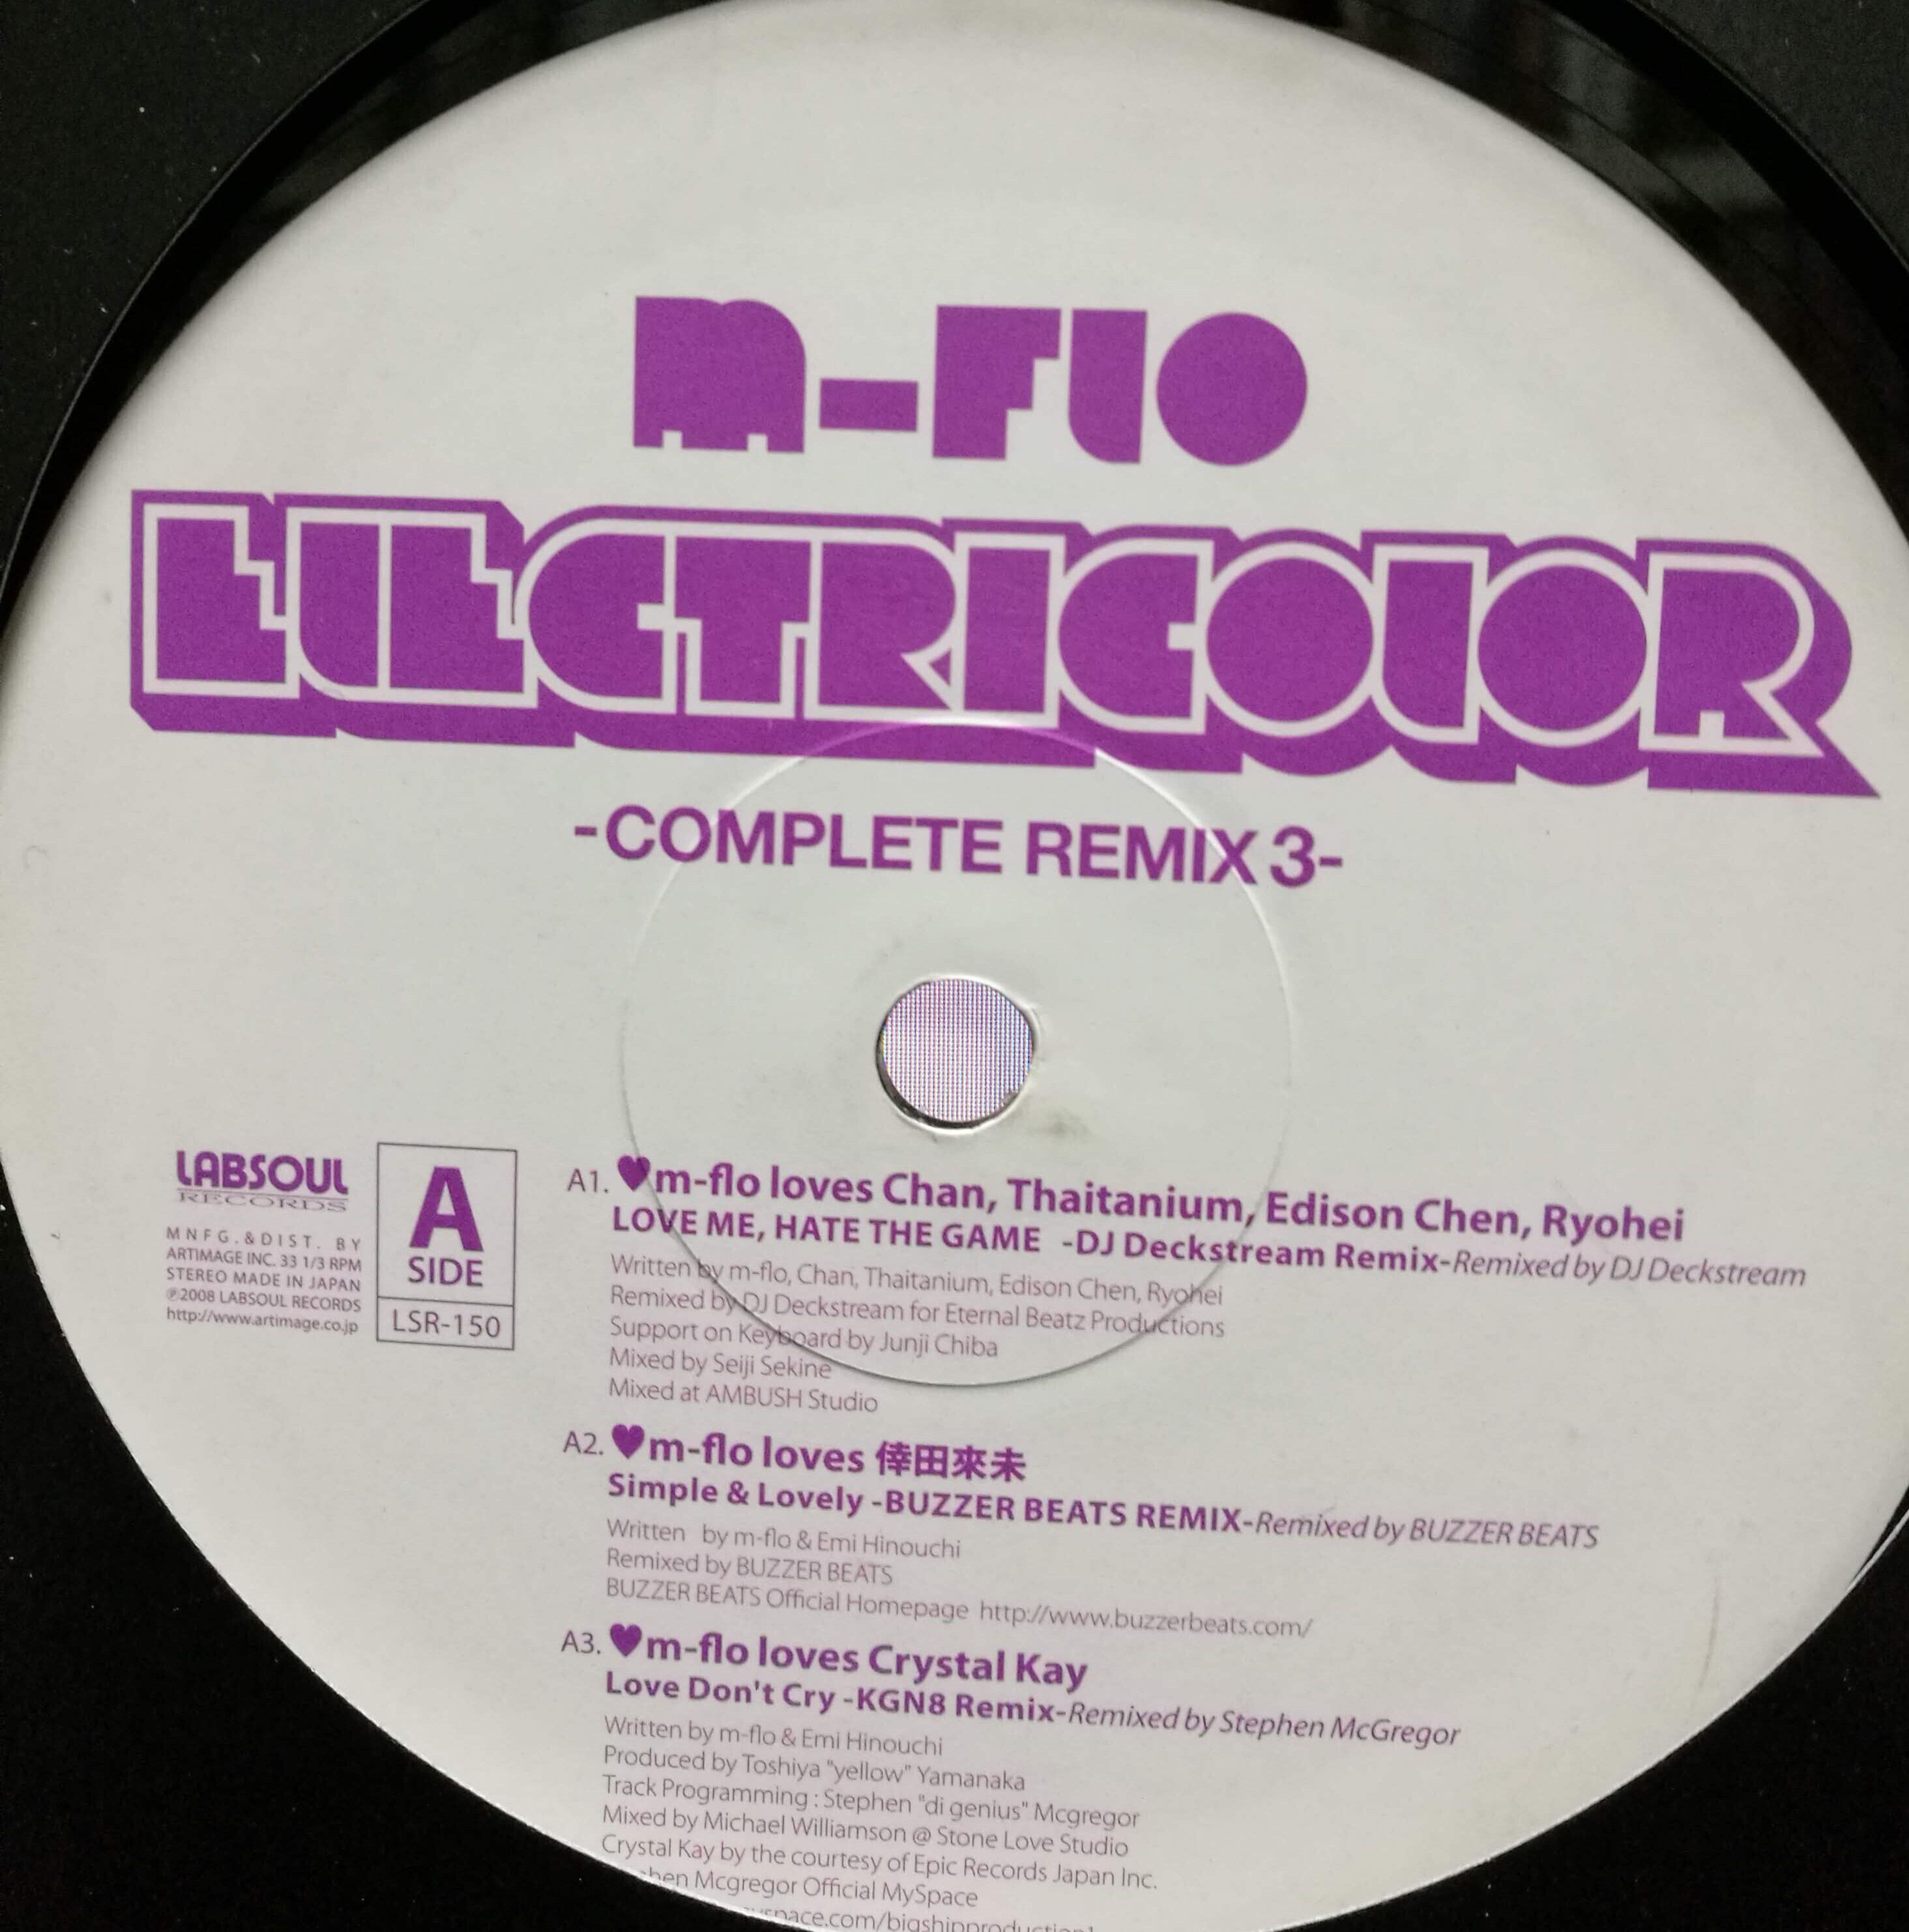 m-flo
ELECTRICOLOR
-COMPLETE REMIX 3-
LABSOUL
RECORDS
MNFG.&DIST. BY
ARTIMAGE INC. 33 1/3 RPM
STEREO MADE IN JAPAN
℗2008 LABSOUL RECORDS
http://www.artimage.co.jp
A
SIDE
LSR-150
A1. ♥m-flo loves Chan, Thaitanium, Edison Chen, Ryohei
LOVE ME, HATE THE GAME -DJ Deckstream Remix-Remixed by DJ Deckstream
Written by m-flo, Chan, Thaitanium, Edison Chen, Ryohei
Remixed by DJ Deckstream for Eternal Beatz Productions
Support on Keyboard by Junji Chiba
Mixed by Seiji Sekine
Mixed at AMBUSH Studio
A2. ♥m-flo loves 倖田來未
Simple & Lovely -BUZZER BEATS REMIX-Remixed by BUZZER BEATS
Written by m-flo & Emi Hinouchi
Remixed by BUZZER BEATS
BUZZER BEATS Official Homepage http://www.buzzerbeats.com/
A3. ♥m-flo loves Crystal Kay
Love Don't Cry -KGN8 Remix-Remixed by Stephen McGregor
Written by m-flo & Emi Hinouchi
Produced by Toshiya "yellow" Yamanaka
Track Programming : Stephen "di genius" Mcgregor
Mixed by Michael Williamson @ Stone Love Studio
Crystal Kay by the courtesy of Epic Records Japan Inc.
Mcgregor Official MySpace